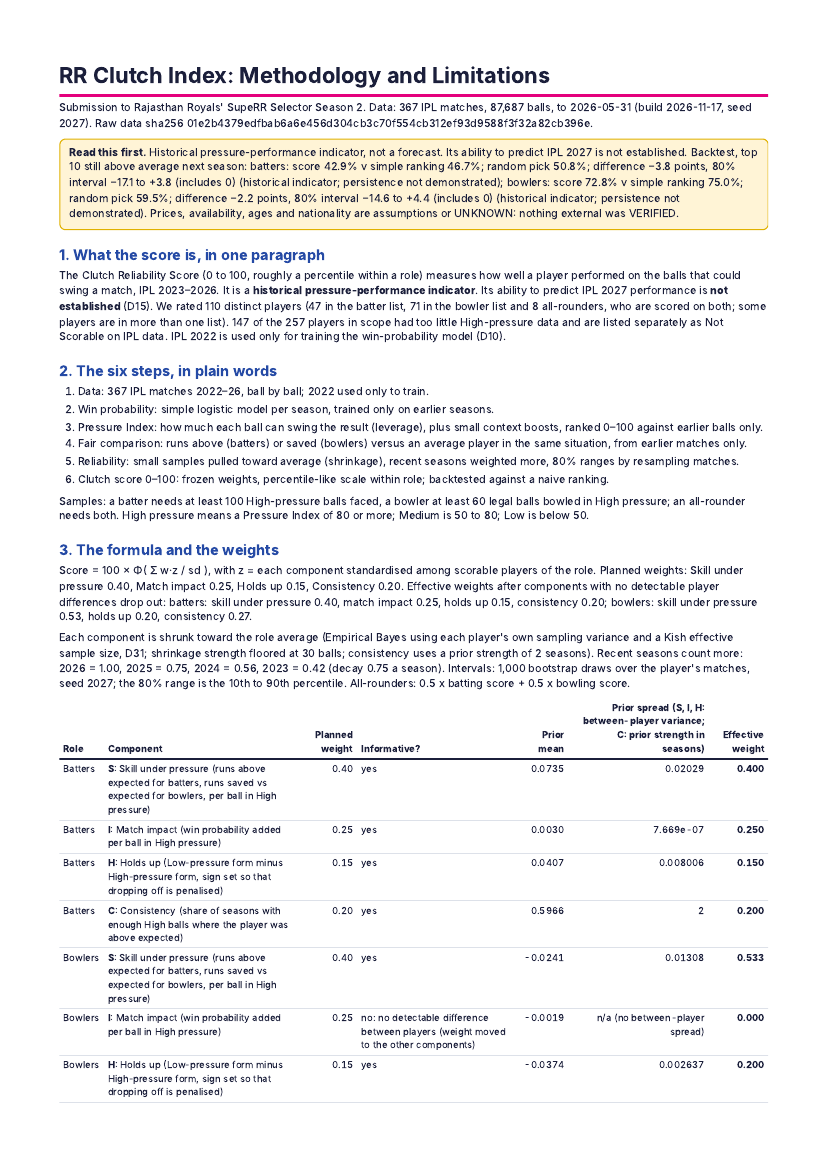 RR Clutch Index: Methodology and Limitations
Submission to Rajasthan Royals' SupeRR Selector Season 2. Data: 367 IPL matches, 87,687 balls, to 2026-05-31 (build 2026-11-17, seed
2027). Raw data sha256 01e2b4379edfbab6a6e456d304cb3c70f554cb312ef93d9588f3f32a82cb396e.
Read this first. Historical pressure-performance indicator, not a forecast. Its ability to predict IPL 2027 is not established. Backtest, top
10 still above average next season: batters: score 42.9% v simple ranking 46.7%; random pick 50.8%; difference −3.8 points, 80%
interval −17.1 to +3.8 (includes 0) (historical indicator; persistence not demonstrated); bowlers: score 72.8% v simple ranking 75.0%;
random pick 59.5%; difference −2.2 points, 80% interval −14.6 to +4.4 (includes 0) (historical indicator; persistence not
demonstrated). Prices, availability, ages and nationality are assumptions or UNKNOWN: nothing external was VERIFIED.
1. What the score is, in one paragraph
The Clutch Reliability Score (0 to 100, roughly a percentile within a role) measures how well a player performed on the balls that could
swing a match, IPL 2023–2026. It is a historical pressure-performance indicator. Its ability to predict IPL 2027 performance is not
established (D15). We rated 110 distinct players (47 in the batter list, 71 in the bowler list and 8 all-rounders, who are scored on both; some
players are in more than one list). 147 of the 257 players in scope had too little High-pressure data and are listed separately as Not
Scorable on IPL data. IPL 2022 is used only for training the win-probability model (D10).
2. The six steps, in plain words
1. Data: 367 IPL matches 2022–26, ball by ball; 2022 used only to train.
2. Win probability: simple logistic model per season, trained only on earlier seasons.
3. Pressure Index: how much each ball can swing the result (leverage), plus small context boosts, ranked 0–100 against earlier balls only.
4. Fair comparison: runs above (batters) or saved (bowlers) versus an average player in the same situation, from earlier matches only.
5. Reliability: small samples pulled toward average (shrinkage), recent seasons weighted more, 80% ranges by resampling matches.
6. Clutch score 0–100: frozen weights, percentile-like scale within role; backtested against a naive ranking.
Samples: a batter needs at least 100 High-pressure balls faced, a bowler at least 60 legal balls bowled in High pressure; an all-rounder
needs both. High pressure means a Pressure Index of 80 or more; Medium is 50 to 80; Low is below 50.
3. The formula and the weights
Score = 100 × Φ( Σ w·z / sd ), with z = each component standardised among scorable players of the role. Planned weights: Skill under
pressure 0.40, Match impact 0.25, Holds up 0.15, Consistency 0.20. Effective weights after components with no detectable player
differences drop out: batters: skill under pressure 0.40, match impact 0.25, holds up 0.15, consistency 0.20; bowlers: skill under pressure
0.53, holds up 0.20, consistency 0.27.
Each component is shrunk toward the role average (Empirical Bayes using each player's own sampling variance and a Kish effective
sample size, D31; shrinkage strength floored at 30 balls; consistency uses a prior strength of 2 seasons). Recent seasons count more:
2026 = 1.00, 2025 = 0.75, 2024 = 0.56, 2023 = 0.42 (decay 0.75 a season). Intervals: 1,000 bootstrap draws over the player's matches,
seed 2027; the 80% range is the 10th to 90th percentile. All-rounders: 0.5 x batting score + 0.5 x bowling score.
Role Component Planned weight Informative? Prior mean Prior spread (S, I, H: between-player variance; C: prior strength in seasons) Effective weight
Batters S: Skill under pressure (runs above 0.40 yes 0.0735 0.02029 0.400
expected for batters, runs saved vs
expected for bowlers, per ball in High
pressure)
Batters I: Match impact (win probability added 0.25 yes 0.0030 7.669e-07 0.250
per ball in High pressure)
Batters H: Holds up (Low-pressure form minus 0.15 yes 0.0407 0.008006 0.150
High-pressure form, sign set so that
dropping off is penalised)
Batters C: Consistency (share of seasons with 0.20 yes 0.5966 2 0.200
enough High balls where the player was
above expected)
Bowlers S: Skill under pressure (runs above 0.40 yes -0.0241 0.01308 0.533
expected for batters, runs saved vs
expected for bowlers, per ball in High
pressure)
Bowlers I: Match impact (win probability added 0.25 no: no detectable difference -0.0019 n/a (no between-player 0.000
per ball in High pressure) between players (weight moved spread)
to the other components)
Bowlers H: Holds up (Low-pressure form minus 0.15 yes -0.0374 0.002637 0.200
High-pressure form, sign set so that
dropping off is penalised)